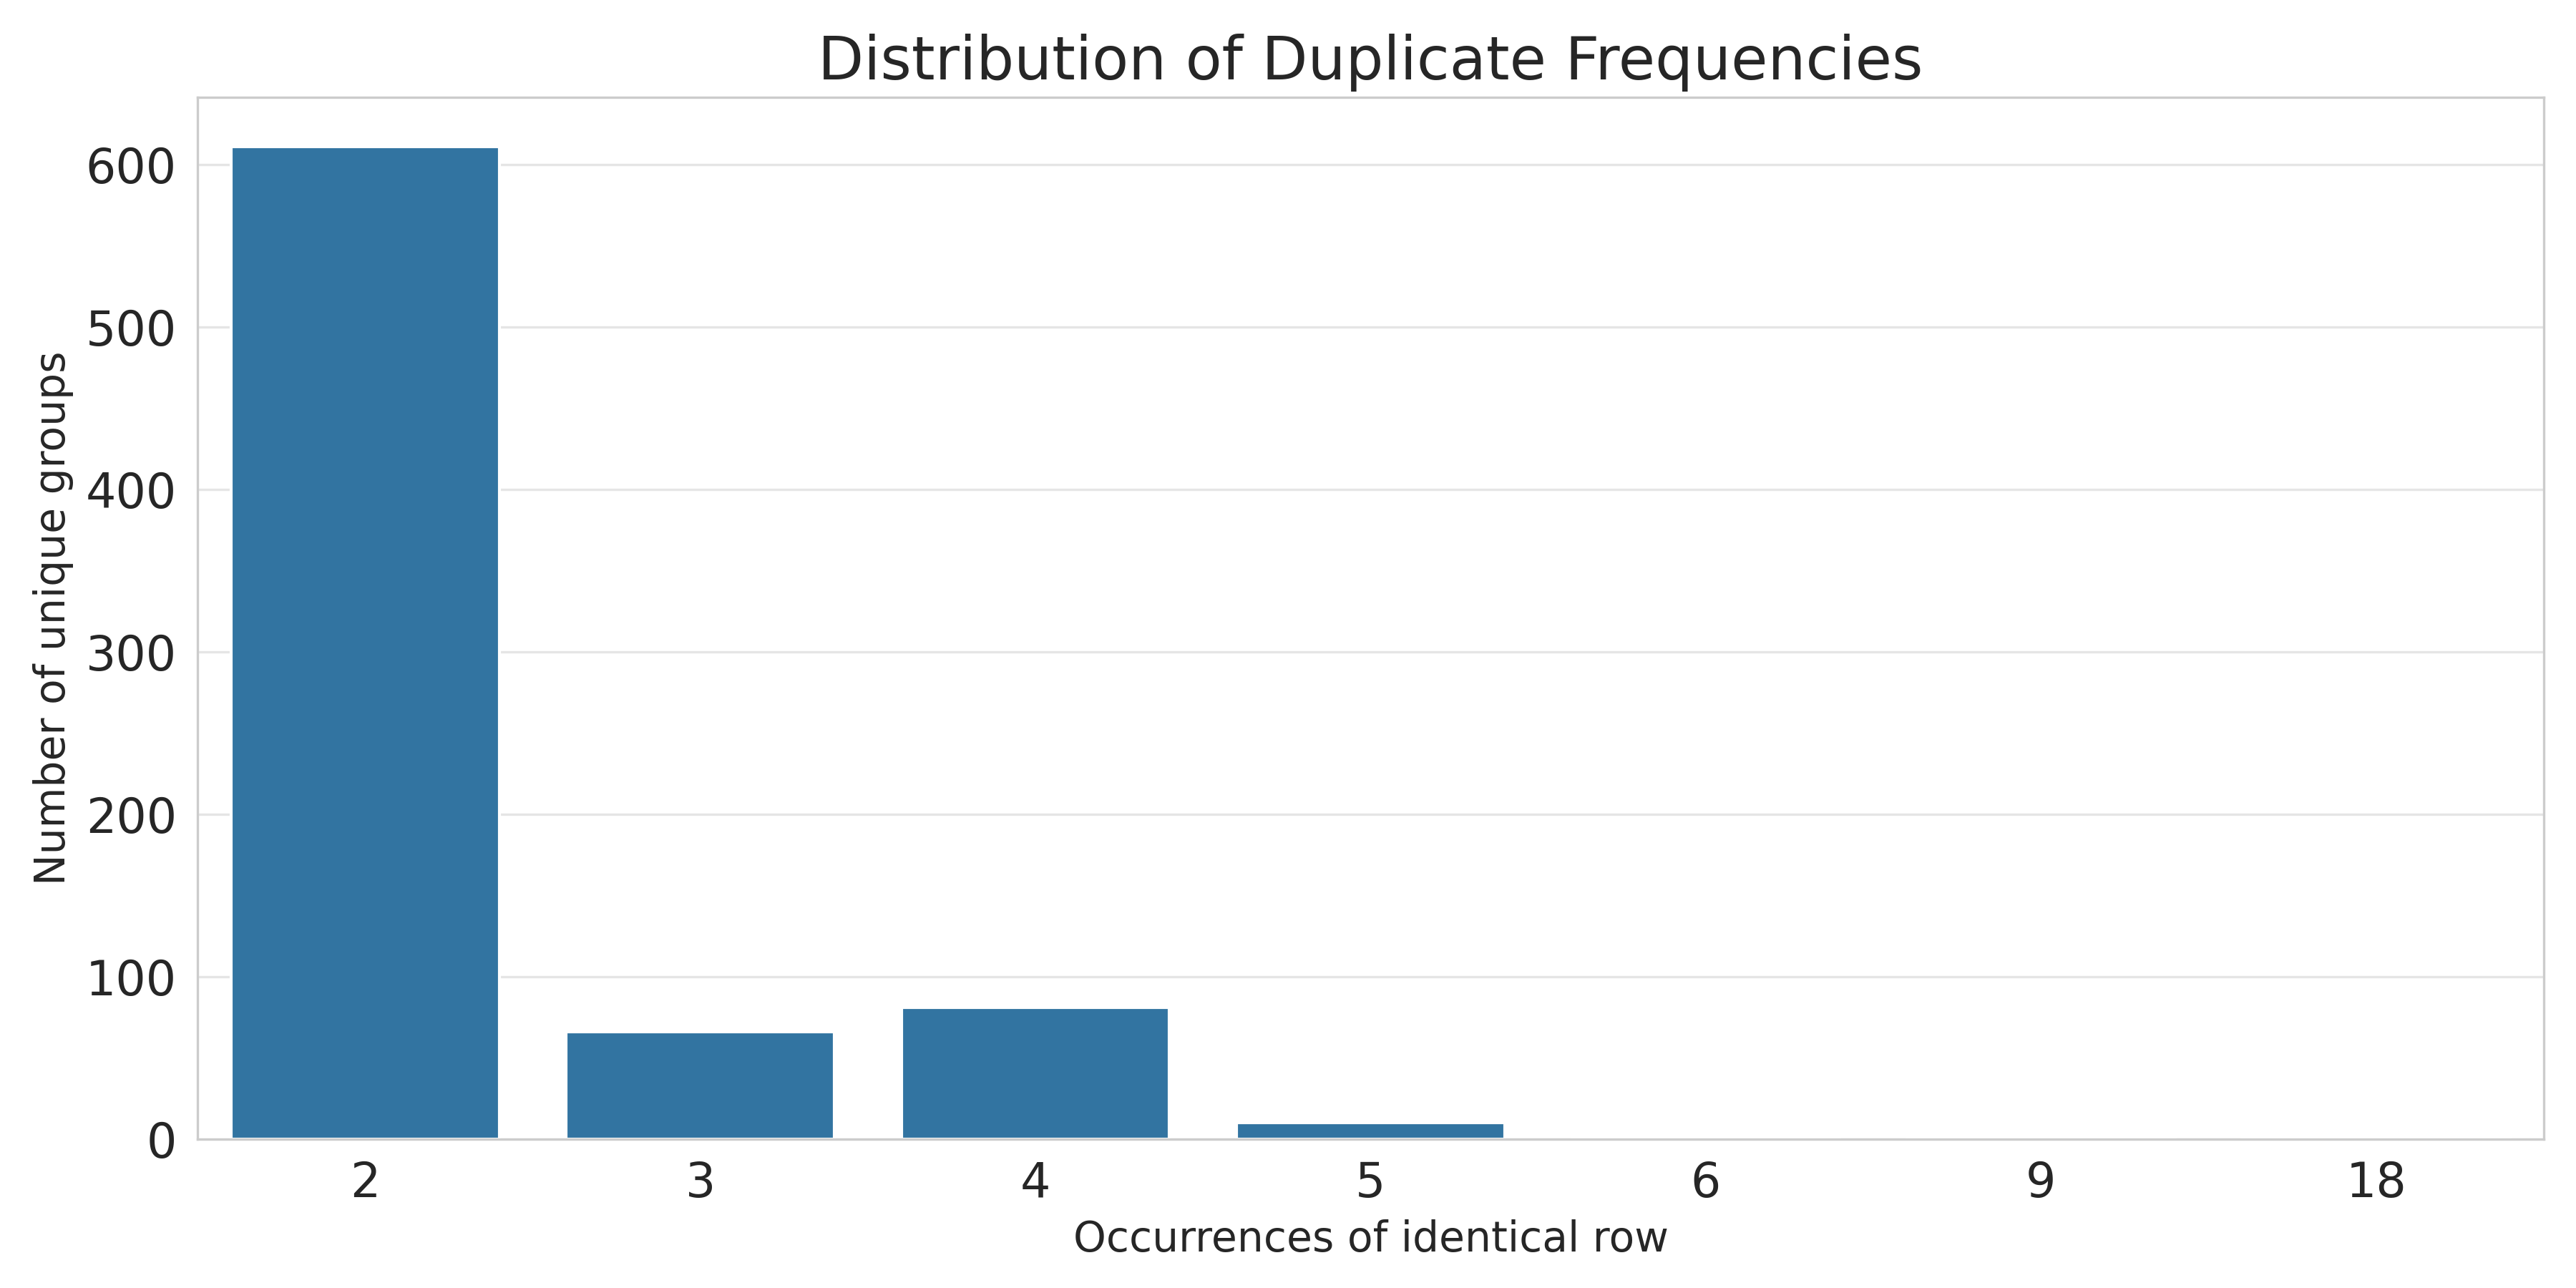 Distribution of Duplicate Frequencies
Number of unique groups
600
500
400
300
200
100
0
2 3 4 5 6 9 18
Occurrences of identical row